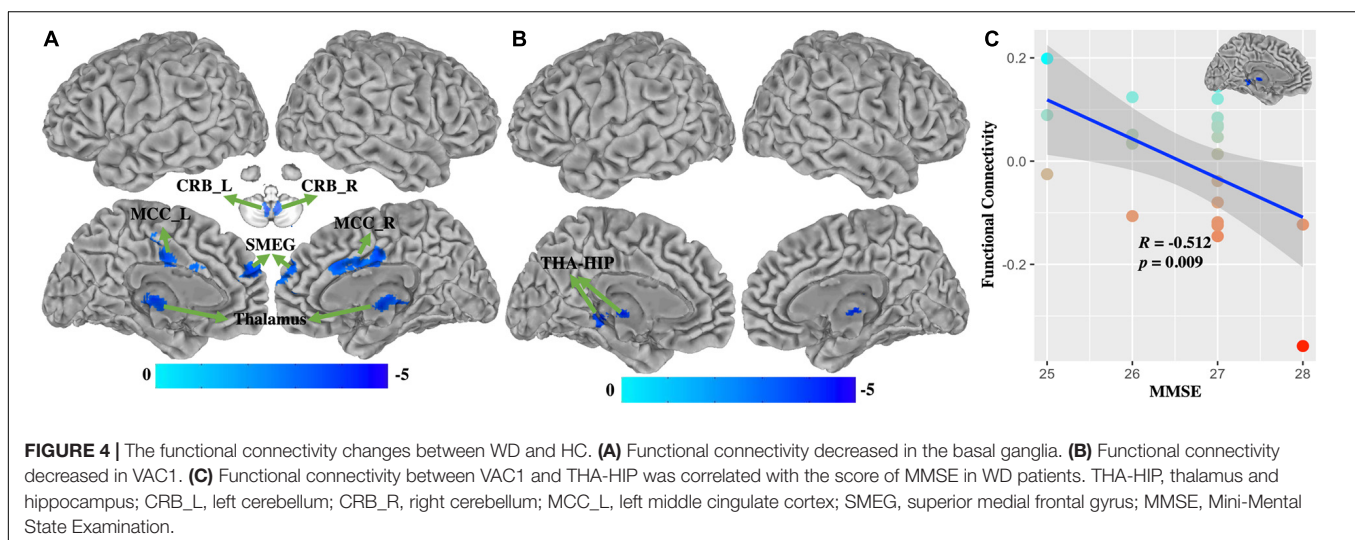 A
B
C
CRB_L
CRB_R
MCC_L
MCC_R
SMEG
Thalamus
0
-5
THA-HIP
0
-5
0.2
0.0
-0.2
Functional Connectivity
R = -0.512
p = 0.009
25
26
27
28
MMSE
FIGURE 4 | The functional connectivity changes between WD and HC. (A) Functional connectivity decreased in the basal ganglia. (B) Functional connectivity
decreased in VAC1. (C) Functional connectivity between VAC1 and THA-HIP was correlated with the score of MMSE in WD patients. THA-HIP, thalamus and
hippocampus; CRB_L, left cerebellum; CRB_R, right cerebellum; MCC_L, left middle cingulate cortex; SMEG, superior medial frontal gyrus; MMSE, Mini-Mental
State Examination.